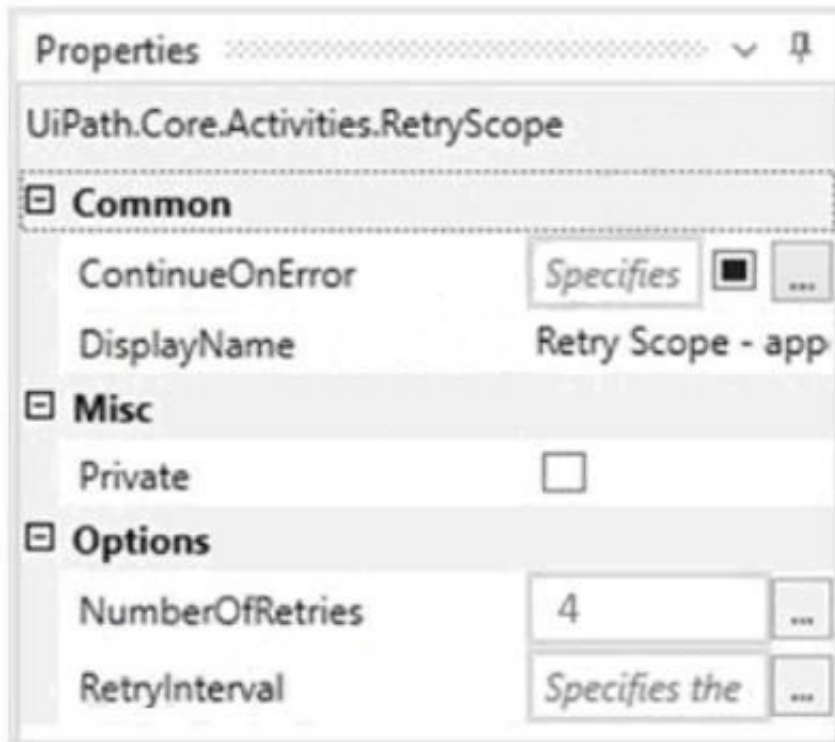 Properties
UiPath.Core.Activities.RetryScope
Common
ContinueOnError Specifies ...
DisplayName Retry Scope - app
Misc
Private
Options
NumberOfRetries 4 ...
RetryInterval Specifies the ...